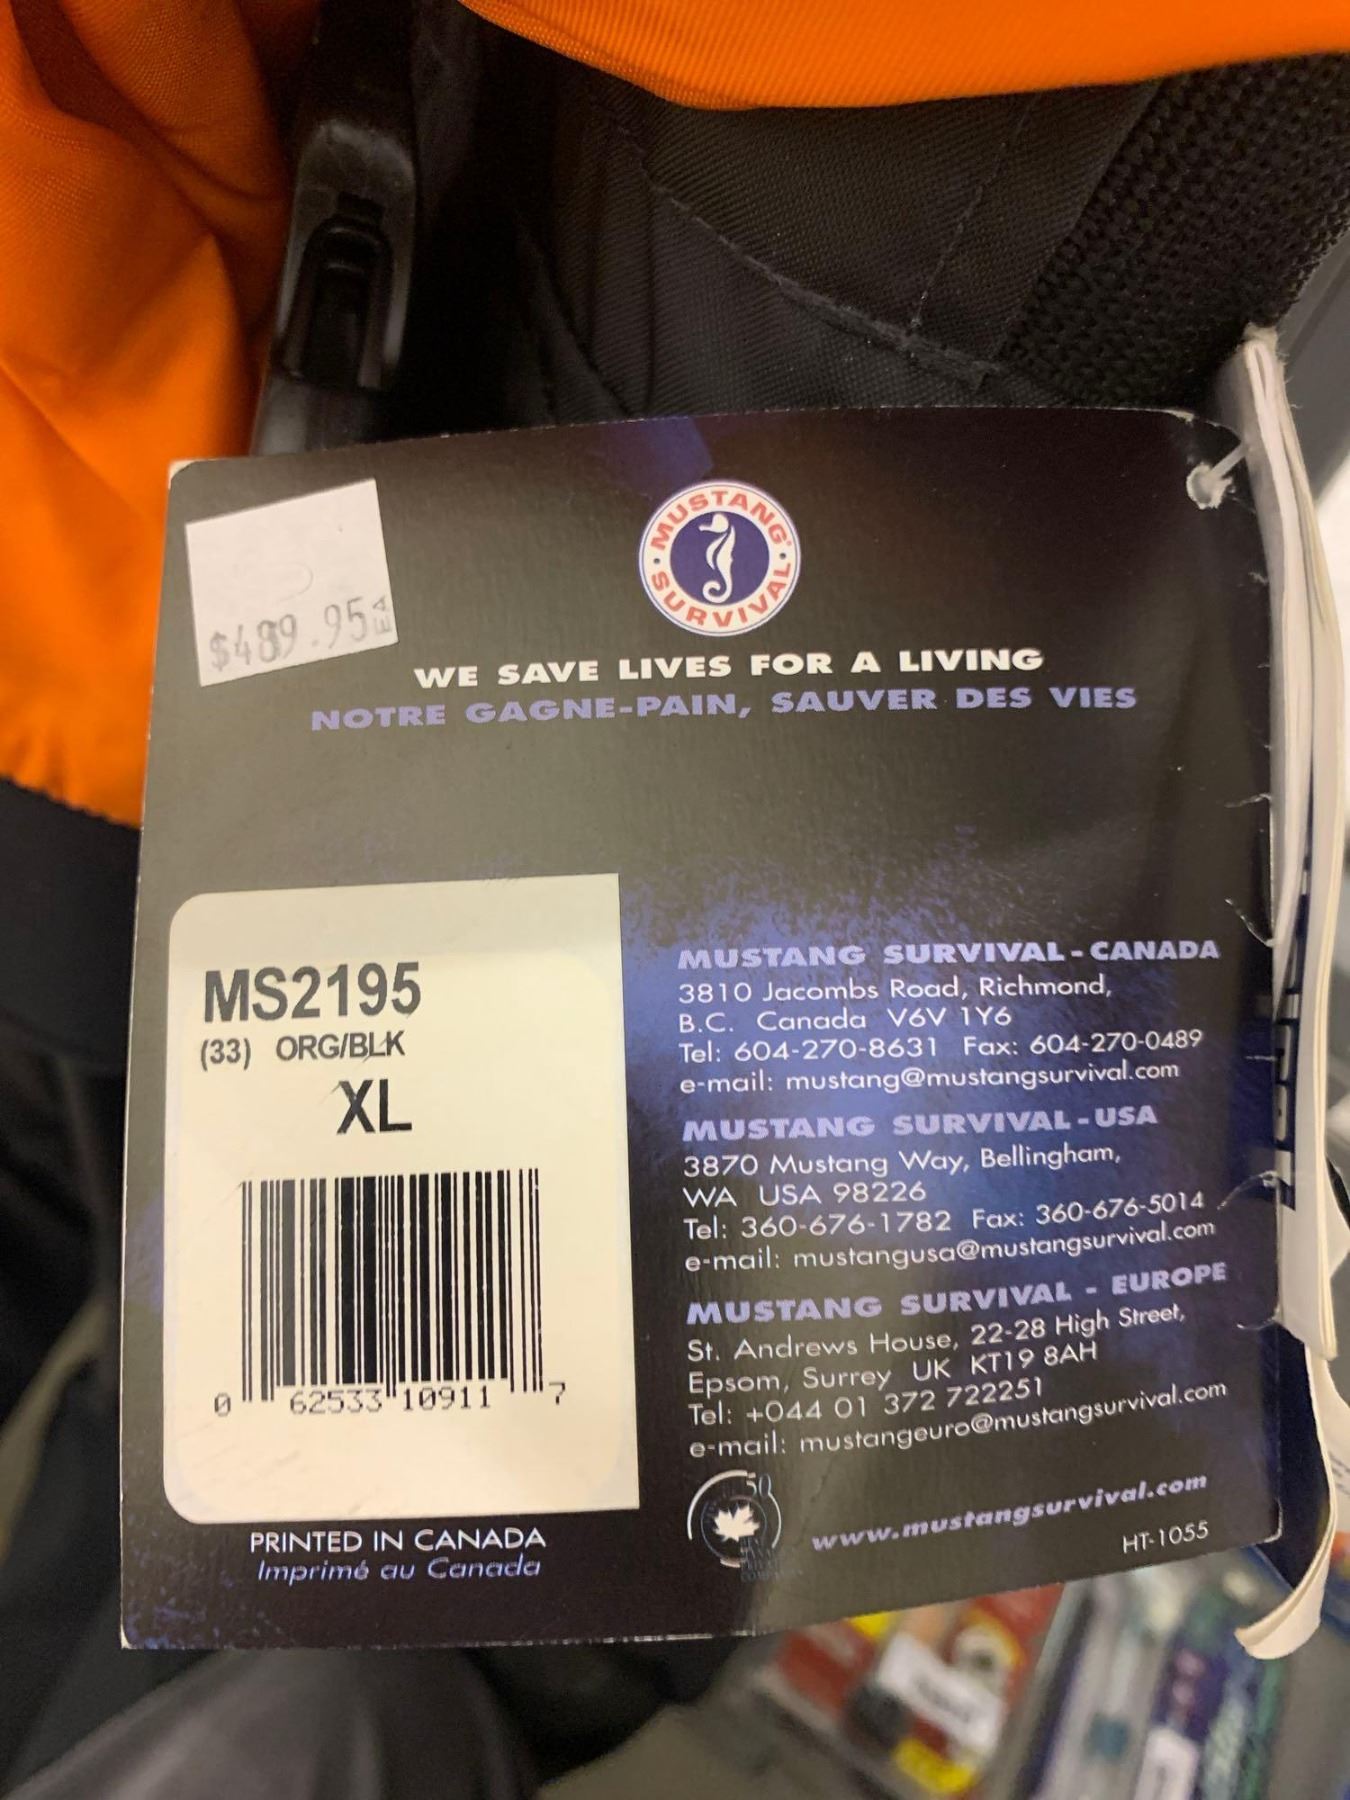 $489.95 EA
MUSTANG SURVIVAL
WE SAVE LIVES FOR A LIVING
NOTRE GAGNE-PAIN, SAUVER DES VIES
MS2195
(33) ORG/BLK
XL
0 62533 10911 7
PRINTED IN CANADA
Imprimé au Canada
MUSTANG SURVIVAL - CANADA
3810 Jacombs Road, Richmond,
B.C. Canada V6V 1Y6
Tel: 604-270-8631 Fax: 604-270-0489
e-mail: mustang@mustangsurvival.com
MUSTANG SURVIVAL - USA
3870 Mustang Way, Bellingham,
WA USA 98226
Tel: 360-676-1782 Fax: 360-676-5014
e-mail: mustangusa@mustangsurvival.com
MUSTANG SURVIVAL - EUROPE
St. Andrews House, 22-28 High Street,
Epsom, Surrey UK KT19 8AH
Tel: +044 01 372 722251
e-mail: mustangeuro@mustangsurvival.com
50
www.mustangsurvival.com
HT-1055